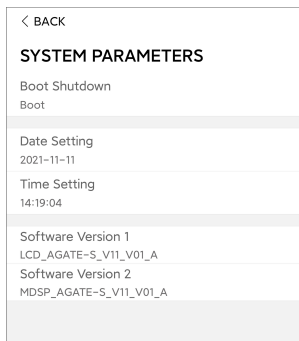 < BACK
SYSTEM PARAMETERS
Boot Shutdown
Boot
Date Setting
2021-11-11
Time Setting
14:19:04
Software Version 1
LCD_AGATE-S_V11_V01_A
Software Version 2
MDSP_AGATE-S_V11_V01_A